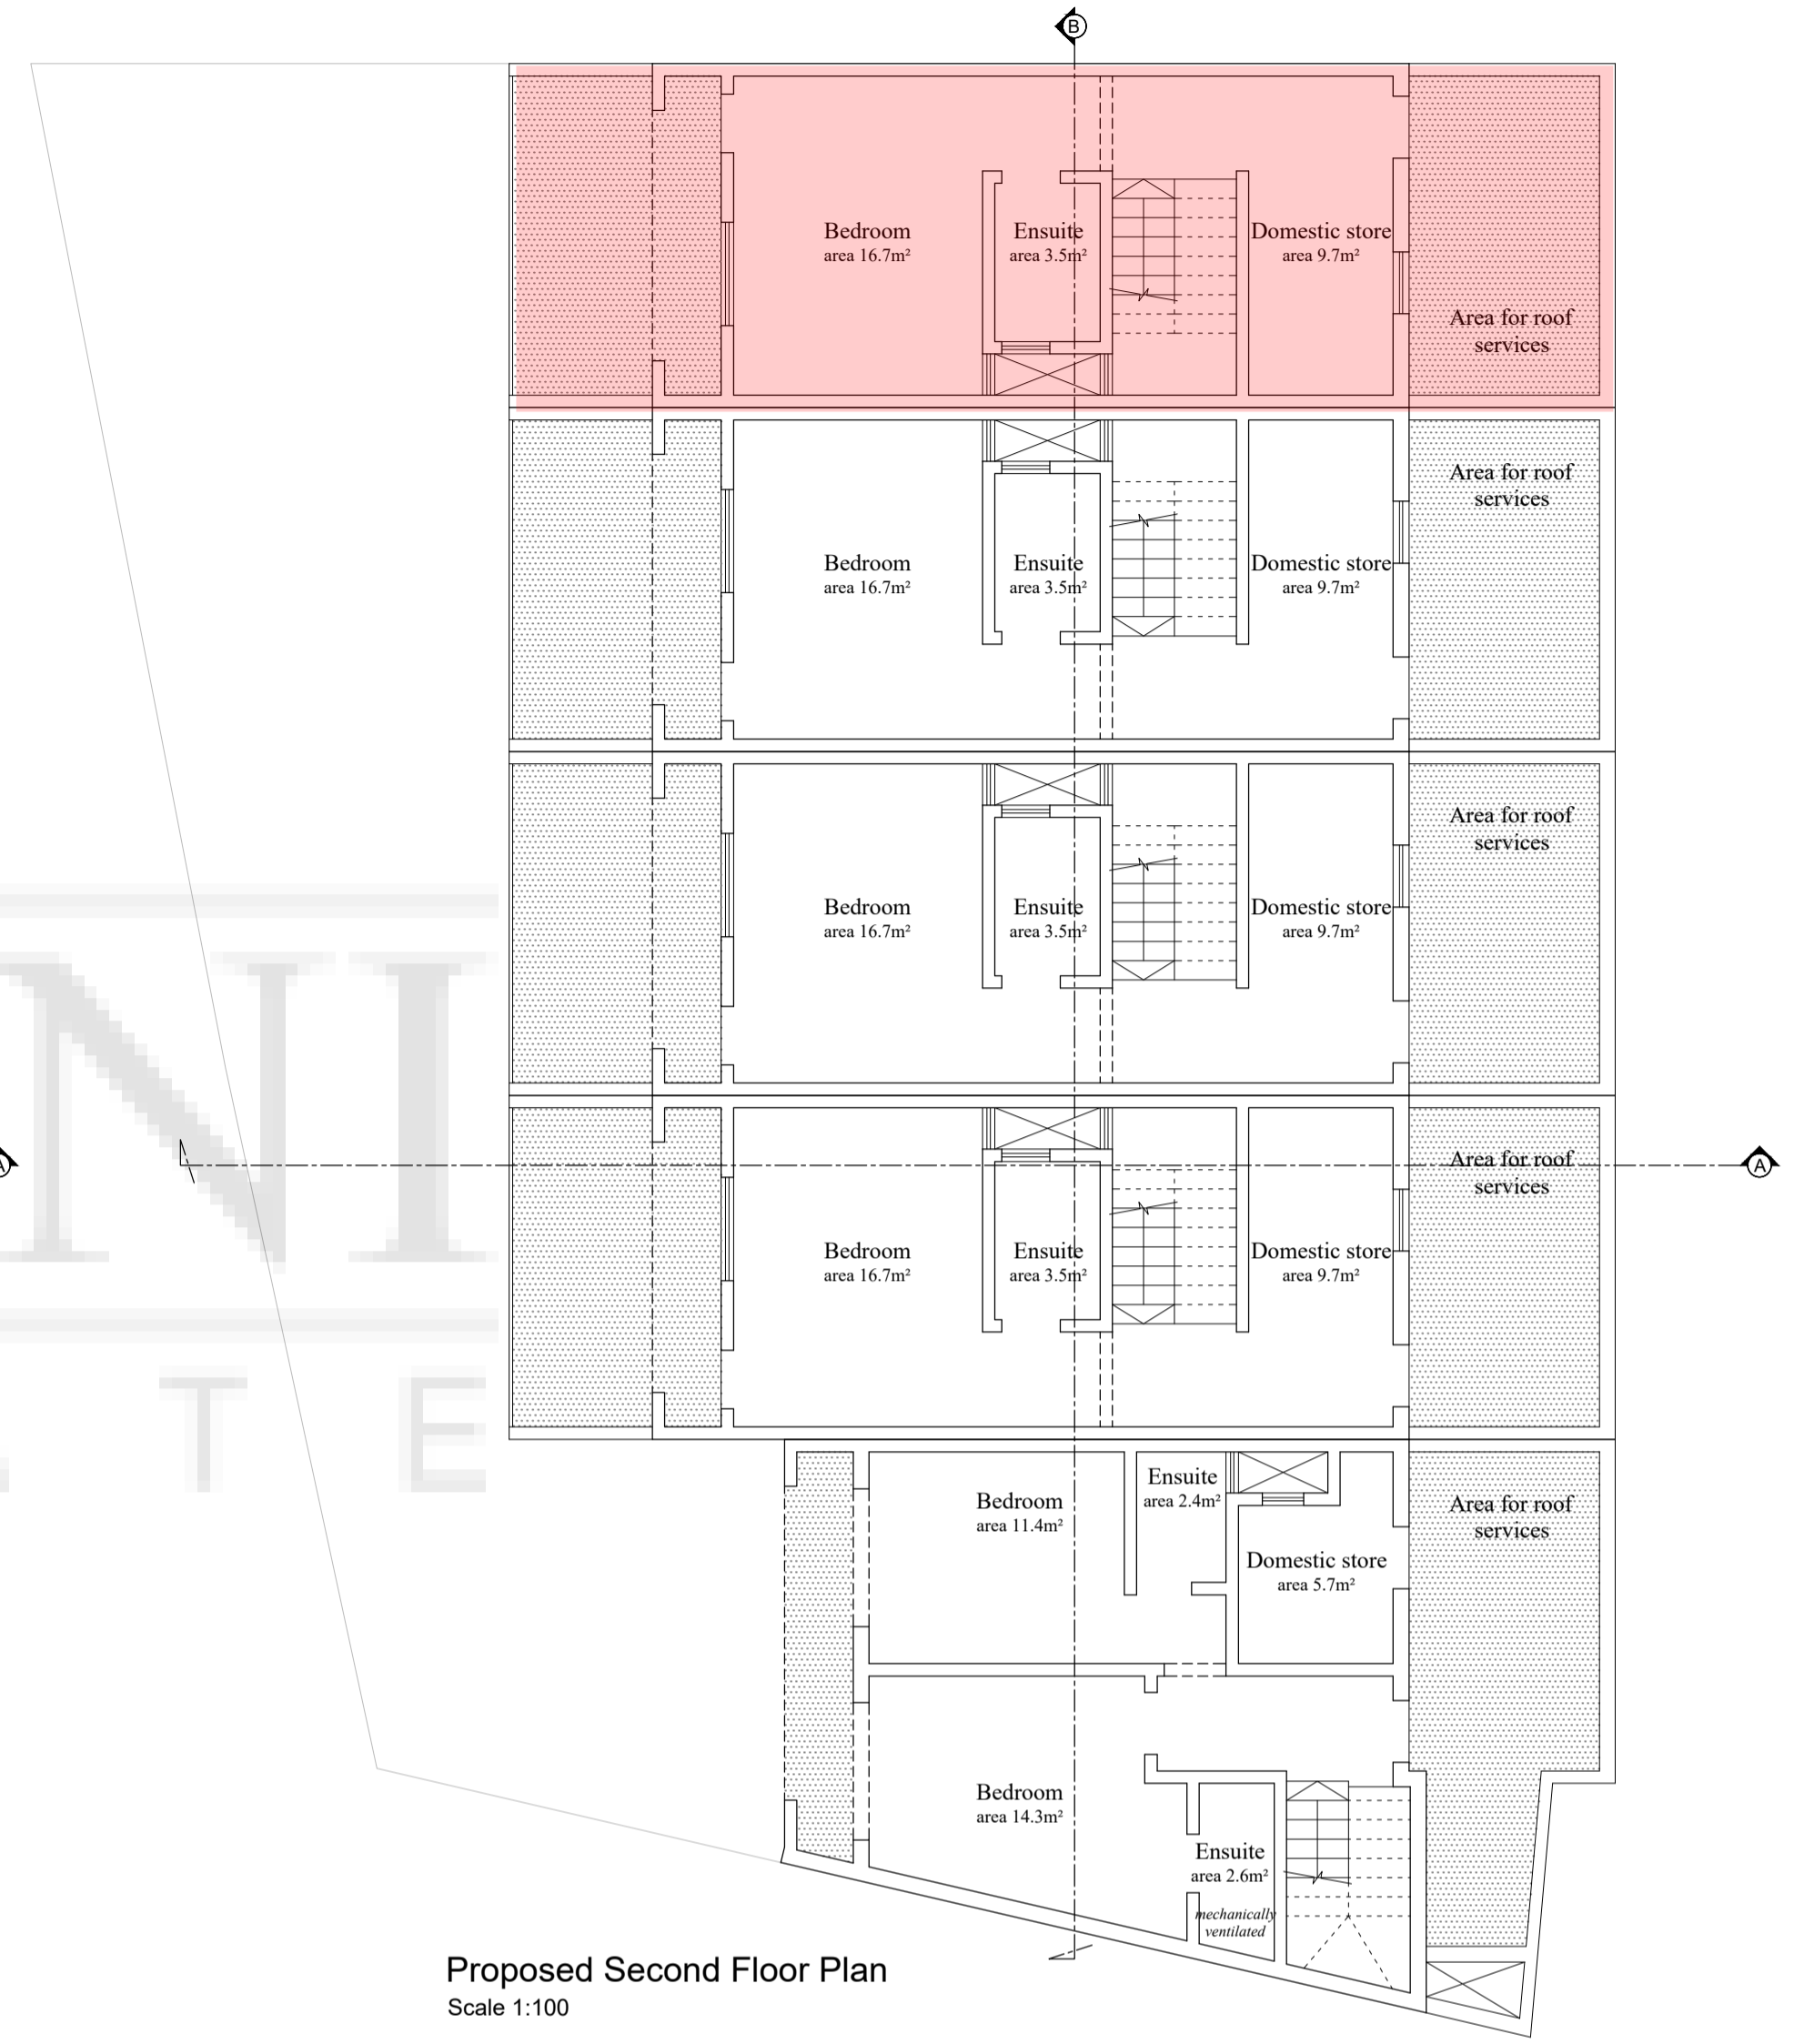 B
Bedroom
area 16.7m²
Ensuite
area 3.5m²
Domestic store
area 9.7m²
Area for roof
services
Area for roof
services
Bedroom
area 16.7m²
Ensuite
area 3.5m²
Domestic store
area 9.7m²
Area for roof
services
Bedroom
area 16.7m²
Ensuite
area 3.5m²
Domestic store
area 9.7m²
NI
A
A
Area for roof
services
Bedroom
area 16.7m²
Ensuite
area 3.5m²
Domestic store
area 9.7m²
T E
Ensuite
area 2.4m²
Bedroom
area 11.4m²
Area for roof
services
Domestic store
area 5.7m²
Bedroom
area 14.3m²
Ensuite
area 2.6m²
mechanically
ventilated
Proposed Second Floor Plan
Scale 1:100